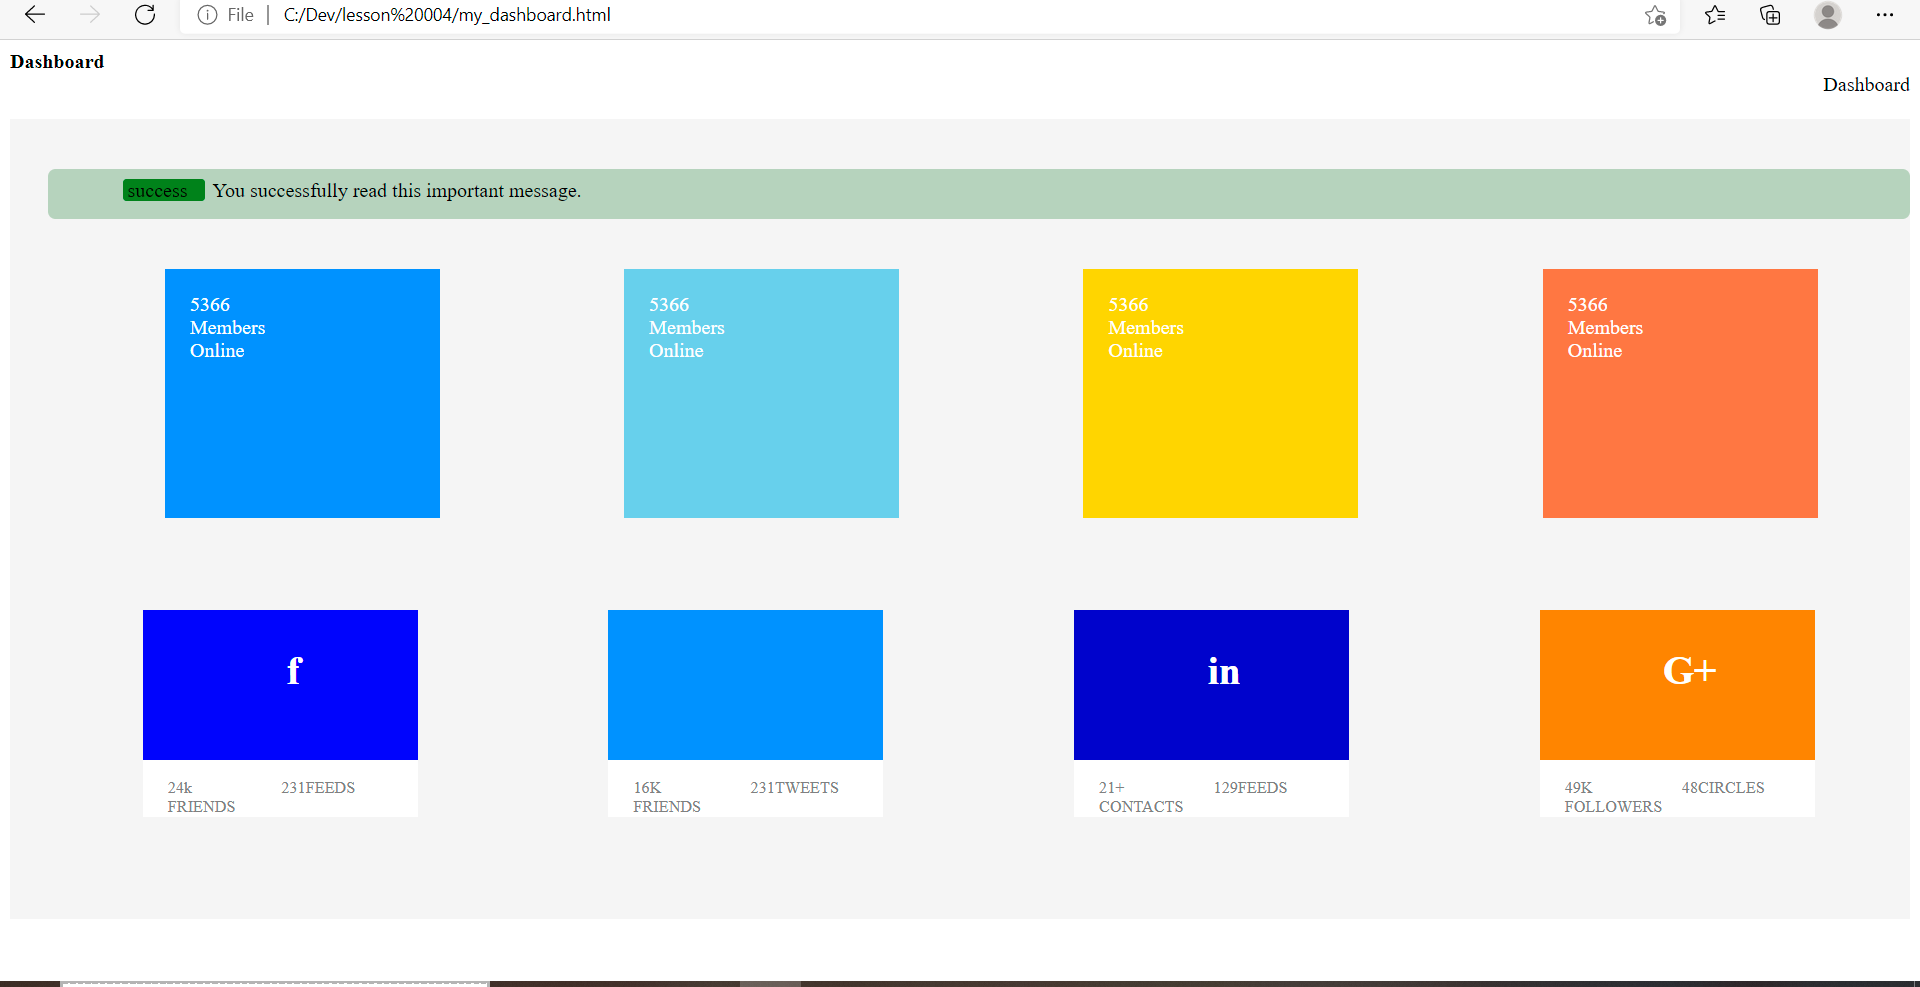 File | C:/Dev/lesson%20004/my_dashboard.html
Dashboard
Dashboard
success You successfully read this important message.
5366
Members
Online
5366
Members
Online
5366
Members
Online
5366
Members
Online
f
in
G+
24k
FRIENDS
231FEEDS
16K
FRIENDS
231TWEETS
21+
CONTACTS
129FEEDS
49K
FOLLOWERS
48CIRCLES